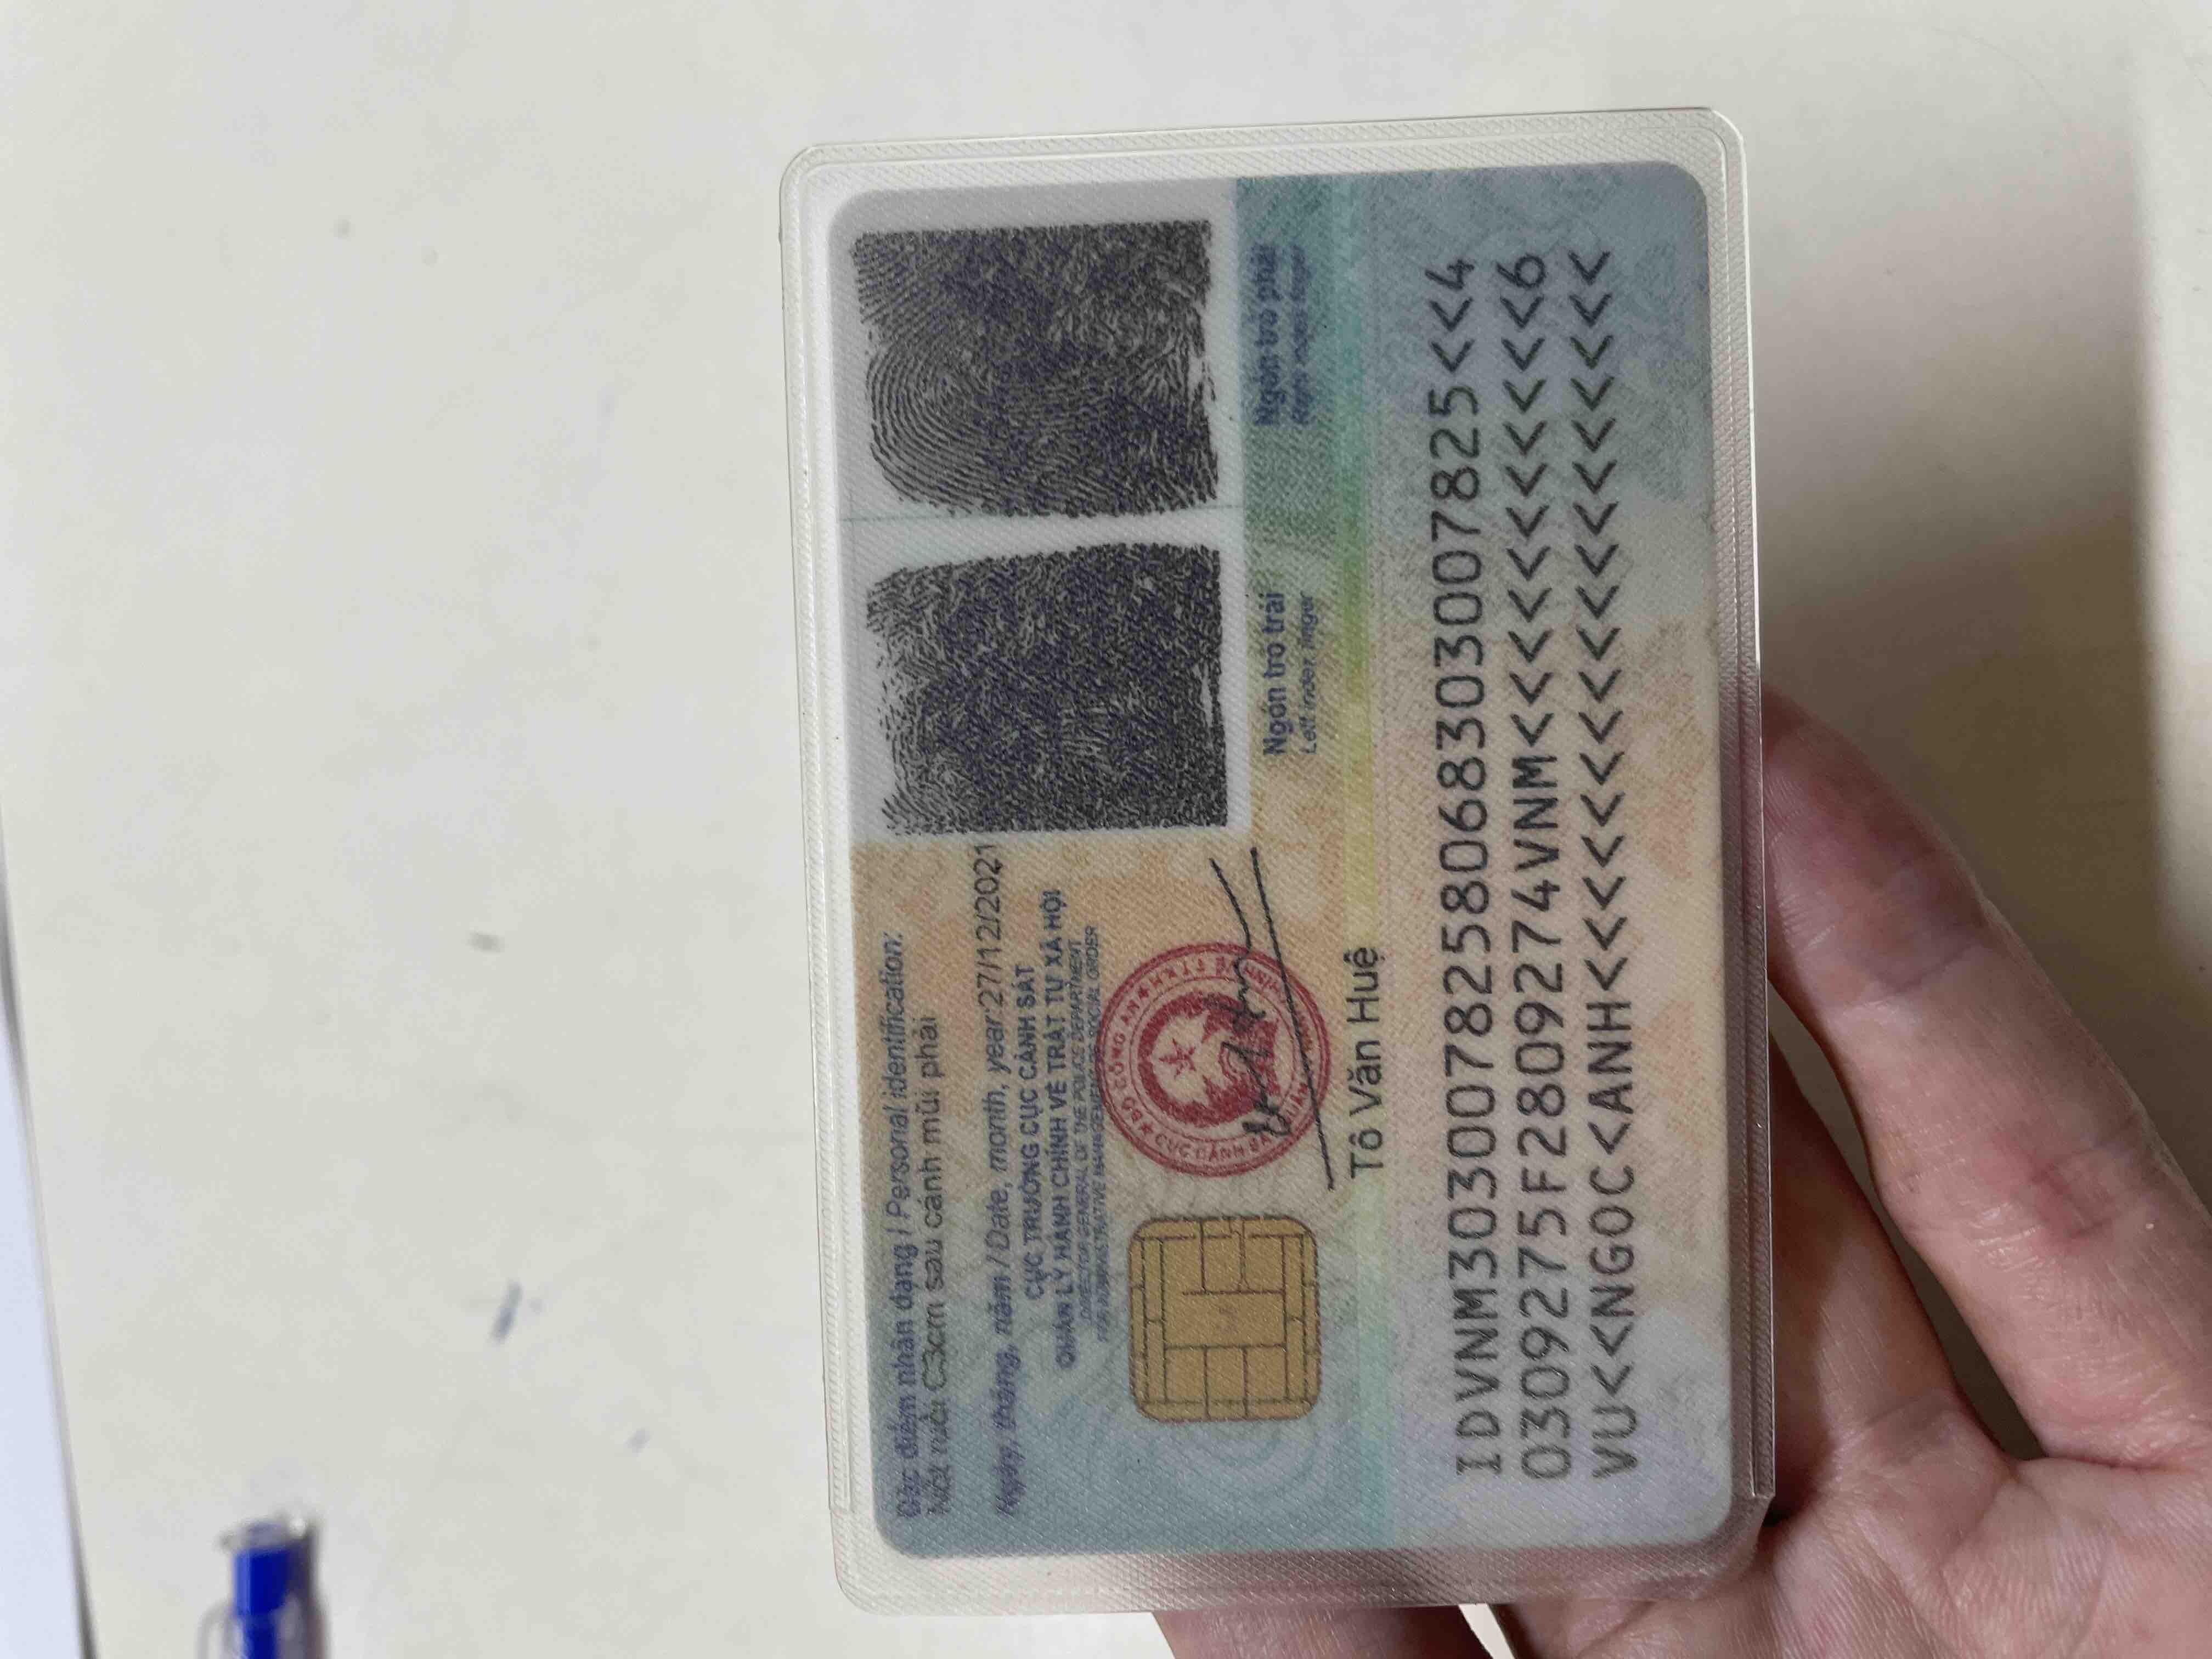 Đặc điểm nhân dạng / Personal identification:
Nốt ruồi C3cm sau cánh mũi phải
Ngày, tháng, năm / Date, month, year: 27/12/2021
CỤC TRƯỞNG CỤC CẢNH SÁT
QUẢN LÝ HÀNH CHÍNH VỀ TRẬT TỰ XÃ HỘI
DIRECTOR GENERAL OF THE POLICE DEPARTMENT
FOR ADMINISTRATIVE MANAGEMENT OF SOCIAL ORDER
BỘ CÔNG AN
Tô Văn Huệ
Ngón trỏ trái
Left index finger
Ngón trỏ phải
Right index finger
IDVNM3030078258068303007825<<4
0309275F2809274VNM<<<<<<<<<<<6
VU<<NGOC<ANH<<<<<<<<<<<<<<<<<<